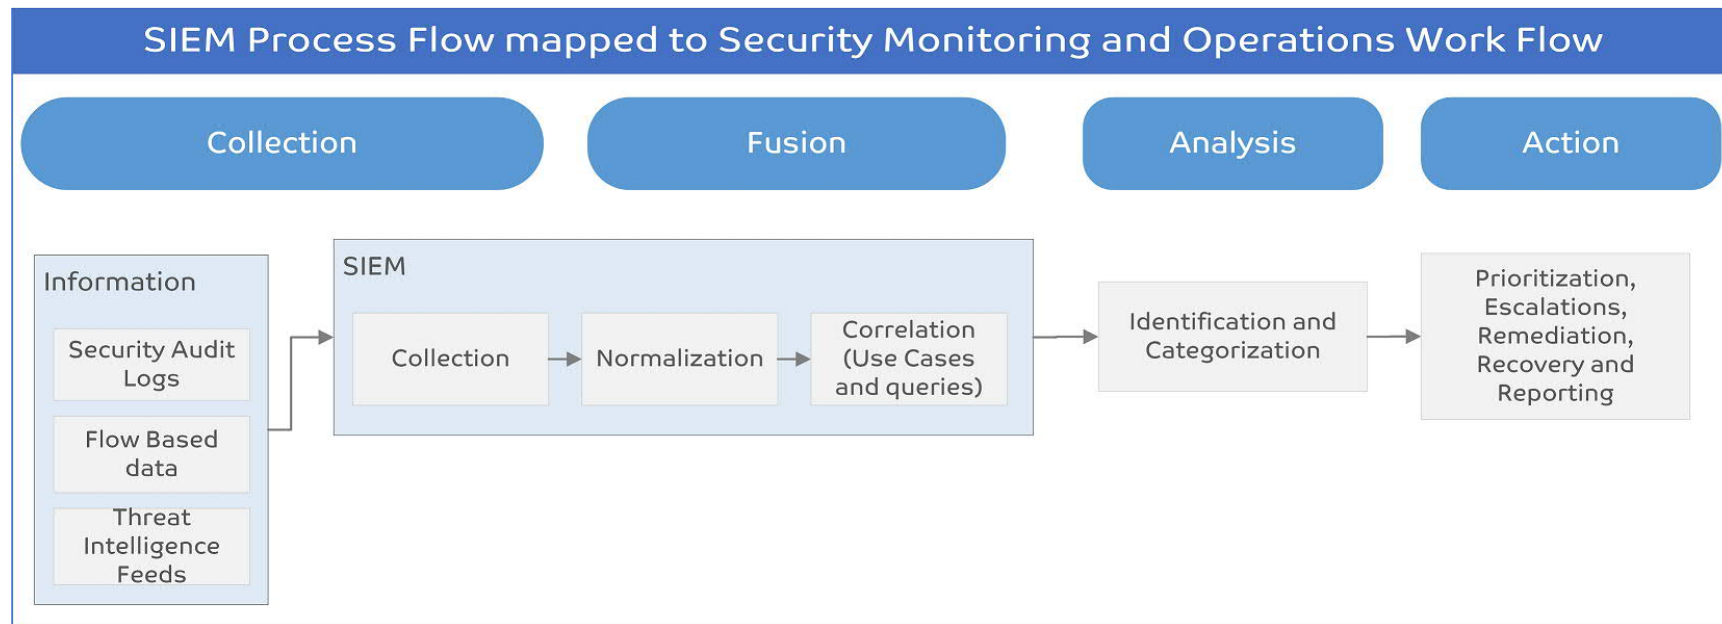 SIEM Process Flow mapped to Security Monitoring and Operations Work Flow
Collection
Fusion
Analysis
Action
Information
Security Audit
Logs
Flow Based
data
Threat
Intelligence
Feeds
SIEM
Collection
Normalization
Correlation
(Use Cases
and queries)
Identification and
Categorization
Prioritization,
Escalations,
Remediation,
Recovery and
Reporting